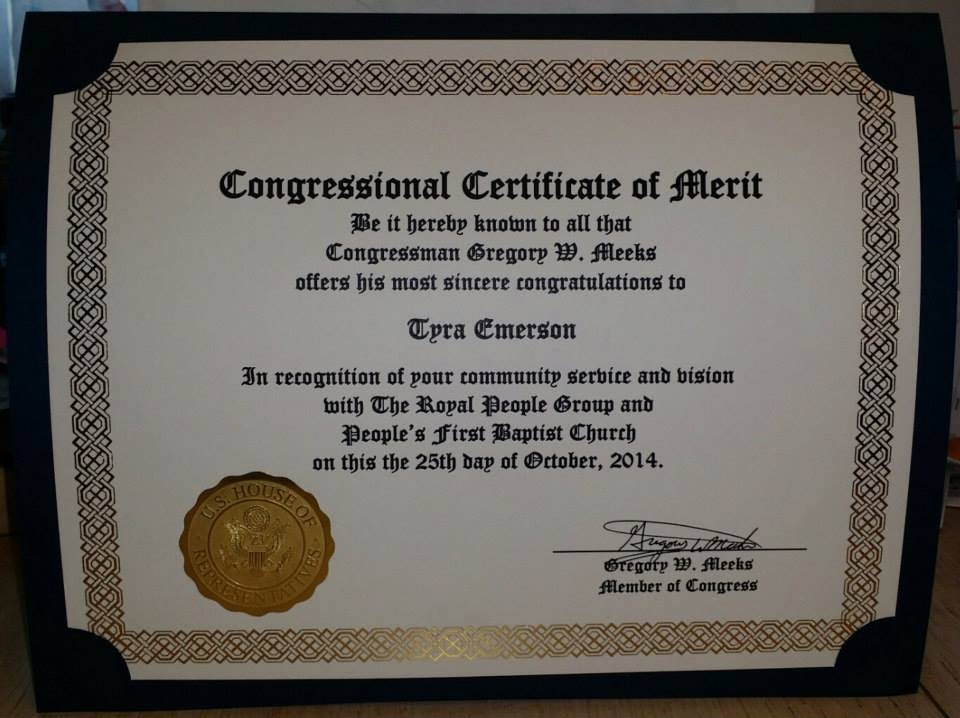 Congressional Certificate of Merit
Be it hereby known to all that
Congressman Gregory W. Meeks
offers his most sincere congratulations to
Tyra Emerson
In recognition of your community service and vision
with The Royal People Group and
People's First Baptist Church
on this the 25th day of October, 2014.
U.S. HOUSE OF
REPRESENTATIVES
Gregory W. Meeks
Gregory W. Meeks
Member of Congress